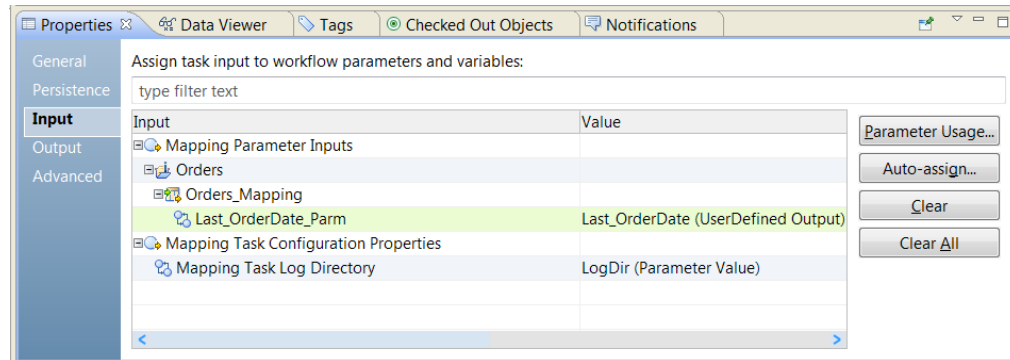 Properties Data Viewer Tags Checked Out Objects Notifications
General
Persistence
Input
Output
Advanced
Assign task input to workflow parameters and variables:
type filter text
Input Value
Mapping Parameter Inputs
Orders
Orders_Mapping
Last_OrderDate_Parm Last_OrderDate (UserDefined Output)
Mapping Task Configuration Properties
Mapping Task Log Directory LogDir (Parameter Value)
Parameter Usage...
Auto-assign...
Clear
Clear All